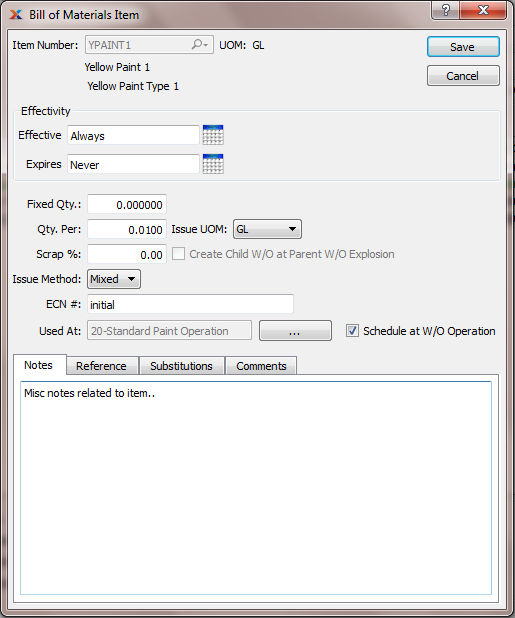 Bill of Materials Item
Item Number: YPAINT1 UOM: GL Save
Yellow Paint 1
Yellow Paint Type 1 Cancel
Effectivity
Effective Always
Expires Never
Fixed Qty.: 0.000000
Qty. Per: 0.0100 Issue UOM: GL
Scrap %: 0.00 Create Child W/O at Parent W/O Explosion
Issue Method: Mixed
ECN #: initial
Used At: 20-Standard Paint Operation ... Schedule at W/O Operation
Notes Reference Substitutions Comments
Misc notes related to item..